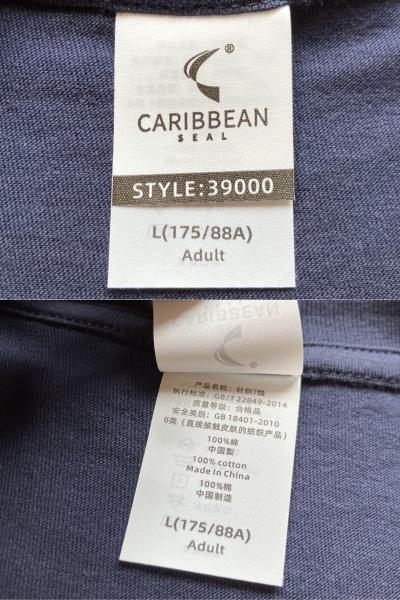 ®
CARIBBEAN
SEAL
STYLE:39000
L(175/88A)
Adult
CARIBBEAN
产品名称：针织T恤
执行标准：GB/T 22849-2014
质量等级：合格品
安全类别：GB 18401-2010
B类（直接接触皮肤的纺织产品）
100%綿
中国製
100%cotton
Made In China
100%棉
中国制造
L(175/88A)
Adult